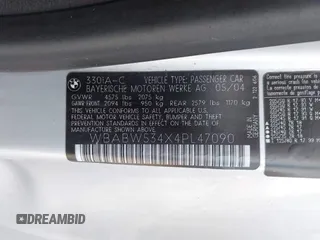 330iA-C VEHICLE TYPE: PASSENGER CAR
BAYERISCHE MOTOREN WERKE AG 05/04
GVWR 4575 lbs 2075 kg
GAWR FRONT 2094 lbs 950 kg GAWR REAR 2579 lbs 1170 kg
THIS VEHICLE CONFORMS TO ALL APPLICABLE
FEDERAL MOTOR VEHICLE SAFETY, BUMPER,
AND THEFT PREVENTION STANDARDS IN EFFECT
ON THE DATE OF MANUFACTURE SHOWN ABOVE.
WBABW534X4PL47090
DREAMBID